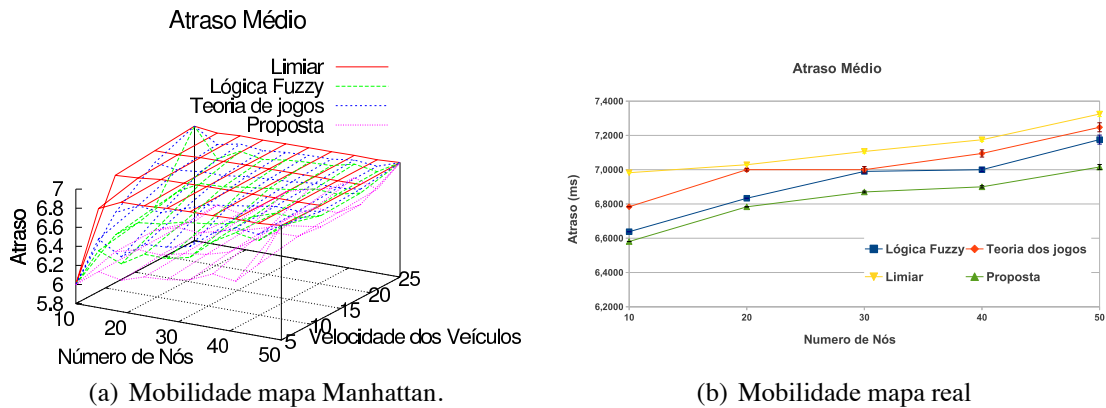 Atraso Médio
Limiar
Lógica Fuzzy
Teoria de jogos
Proposta
7
6.8
6.6
6.4
6.2
6
5.8
Atraso
10
20
30
40
50
Número de Nós
5
10
15
20
25
Velocidade dos Veículos
(a) Mobilidade mapa Manhattan.
Atraso Médio
7,4000
7,2000
7,0000
6,8000
6,6000
6,4000
6,2000
Atraso (ms)
10
20
30
40
50
Numero de Nós
Lógica Fuzzy
Teoria dos jogos
Limiar
Proposta
(b) Mobilidade mapa real